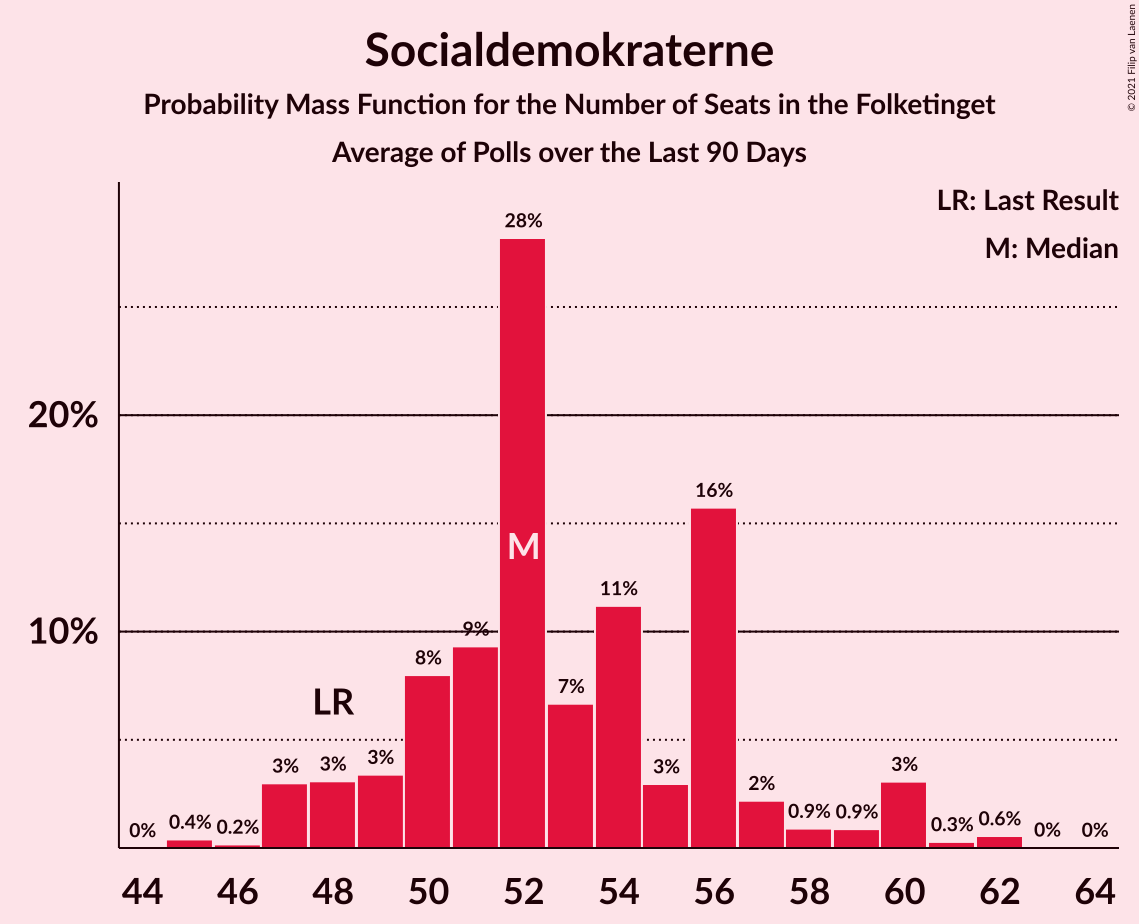 Socialdemokraterne
Probability Mass Function for the Number of Seats in the Folketinget
Average of Polls over the Last 90 Days
© 2021 Filip van Laenen
LR: Last Result
M: Median
28%
20%
16%
M
11%
10%
9%
8%
7%
LR
3%
3%
3%
3%
3%
2%
0%
0.4%
0.2%
0.9%
0.9%
0.3%
0.6%
0%
0%
44 46 48 50 52 54 56 58 60 62 64